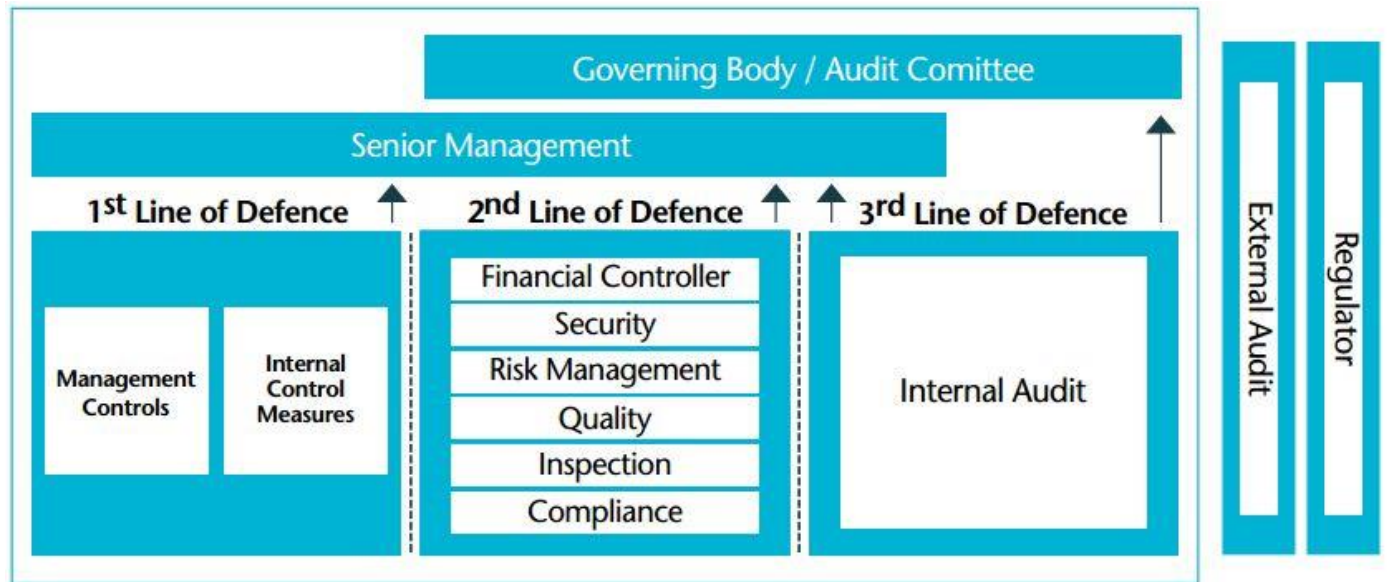 Governing Body / Audit Comittee
Senior Management
1st Line of Defence
2nd Line of Defence
3rd Line of Defence
Management
Controls
Internal
Control
Measures
Financial Controller
Security
Risk Management
Quality
Inspection
Compliance
Internal Audit
External Audit
Regulator